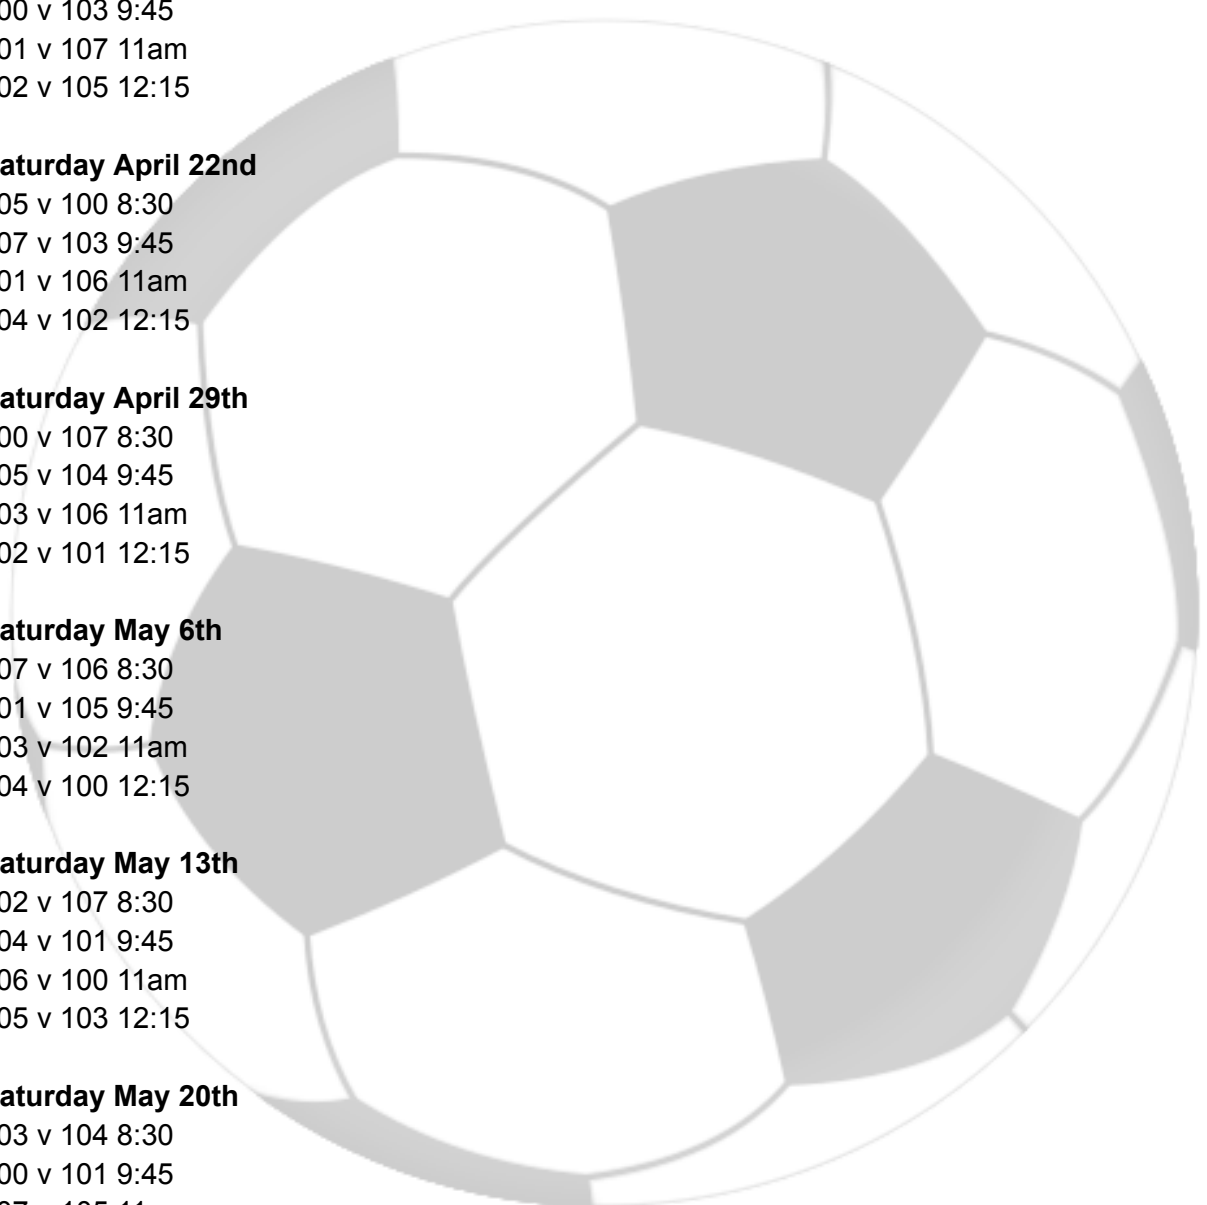 00 v 103 9:45
01 v 107 11am
02 v 105 12:15
aturday April 22nd
05 v 100 8:30
07 v 103 9:45
01 v 106 11am
04 v 102 12:15
aturday April 29th
00 v 107 8:30
05 v 104 9:45
03 v 106 11am
02 v 101 12:15
aturday May 6th
07 v 106 8:30
01 v 105 9:45
03 v 102 11am
04 v 100 12:15
aturday May 13th
02 v 107 8:30
04 v 101 9:45
06 v 100 11am
05 v 103 12:15
aturday May 20th
03 v 104 8:30
00 v 101 9:45